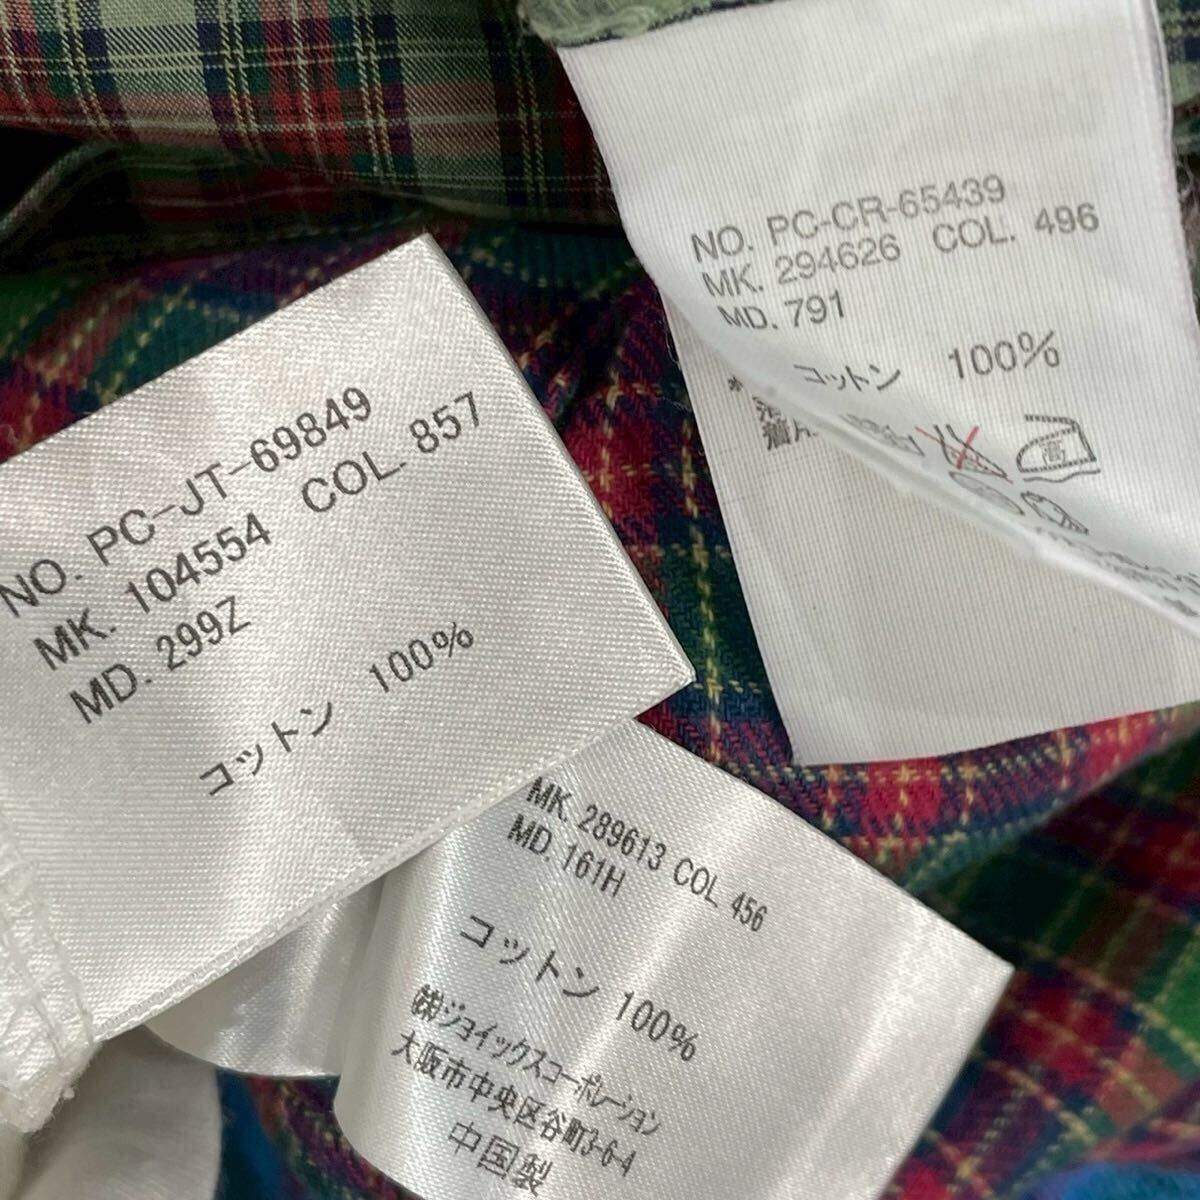 NO. PC-CR-65439
MK. 294626 COL. 496
MD. 791
コットン 100%
高
NO. PC-JT-69849
MK. 104554 COL. 857
MD. 299Z
コットン 100%
MK. 289613 COL. 456
MD. 161H
コットン 100%
㈱ジョイックスコーポレーション
大阪市中央区谷町3-6-4
中国製